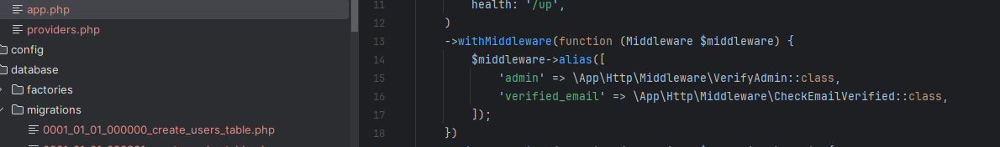 app.php
providers.php
config
database
factories
migrations
0001_01_01_000000_create_users_table.php
11 health: '/up',
12 )
13 ->withMiddleware(function (Middleware $middleware) {
14 $middleware->alias([
15 'admin' => \App\Http\Middleware\VerifyAdmin::class,
16 'verified_email' => \App\Http\Middleware\CheckEmailVerified::class,
17 ]);
18 })